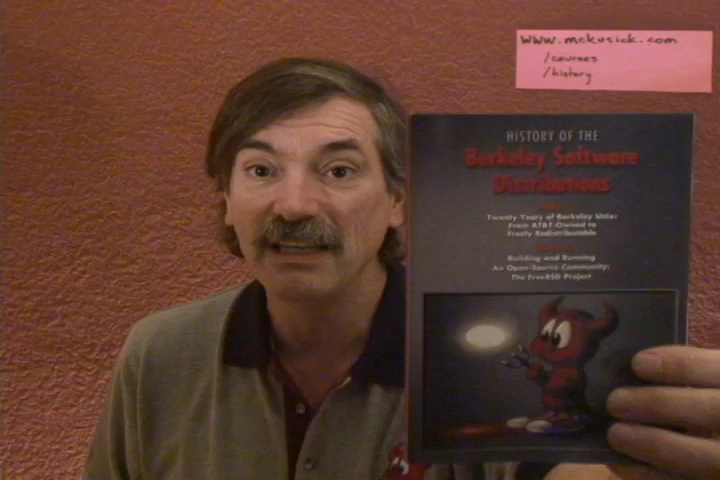 www.mckusick.com
/courses
/history
HISTORY OF THE
Berkeley Software
Distributions
Twenty Years of Berkeley Unix:
From AT&T-Owned to
Freely Redistributable
Building and Running
An Open-Source Community:
The FreeBSD Project